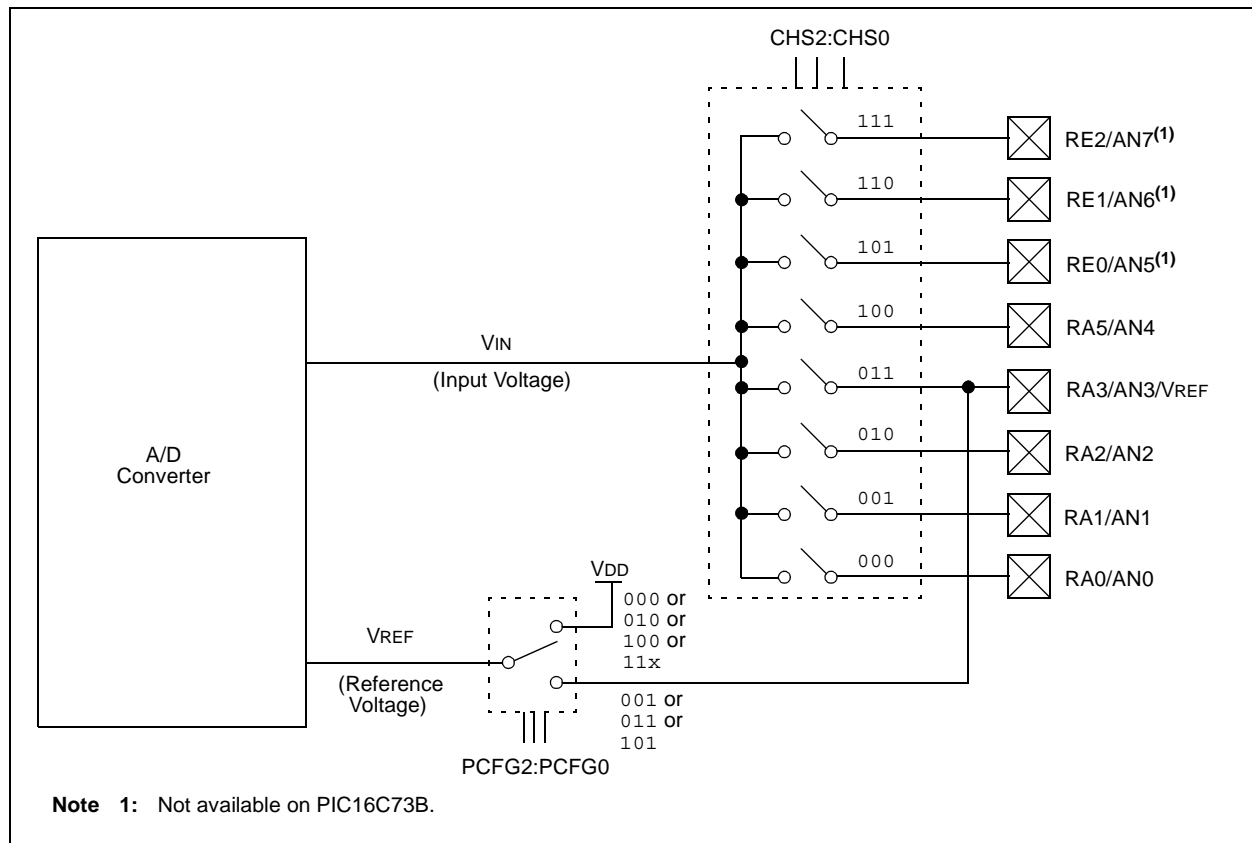 CHS2:CHS0
111
RE2/AN7(1)
110
RE1/AN6(1)
101
RE0/AN5(1)
100
RA5/AN4
VIN
(Input Voltage)
011
RA3/AN3/VREF
A/D
Converter
010
RA2/AN2
001
RA1/AN1
000
RA0/AN0
VDD
000 or
010 or
100 or
11x
VREF
(Reference
Voltage)
001 or
011 or
101
PCFG2:PCFG0
Note 1: Not available on PIC16C73B.